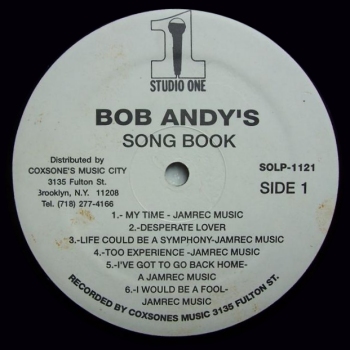 1
STUDIO ONE
BOB ANDY'S
SONG BOOK
Distributed by
COXSONE'S MUSIC CITY
3135 Fulton St.
Brooklyn, N.Y. 11208
Tel. (718) 277-4166
SOLP-1121
SIDE 1
1.- MY TIME - JAMREC MUSIC
2.-DESPERATE LOVER
3.-LIFE COULD BE A SYMPHONY-JAMREC MUSIC
4.-TOO EXPERIENCE -JAMREC MUSIC
5.-I'VE GOT TO GO BACK HOME-
A JAMREC MUSIC
6.-I WOULD BE A FOOL-
JAMREC MUSIC
RECORDED BY COXSONES MUSIC 3135 FULTON ST.